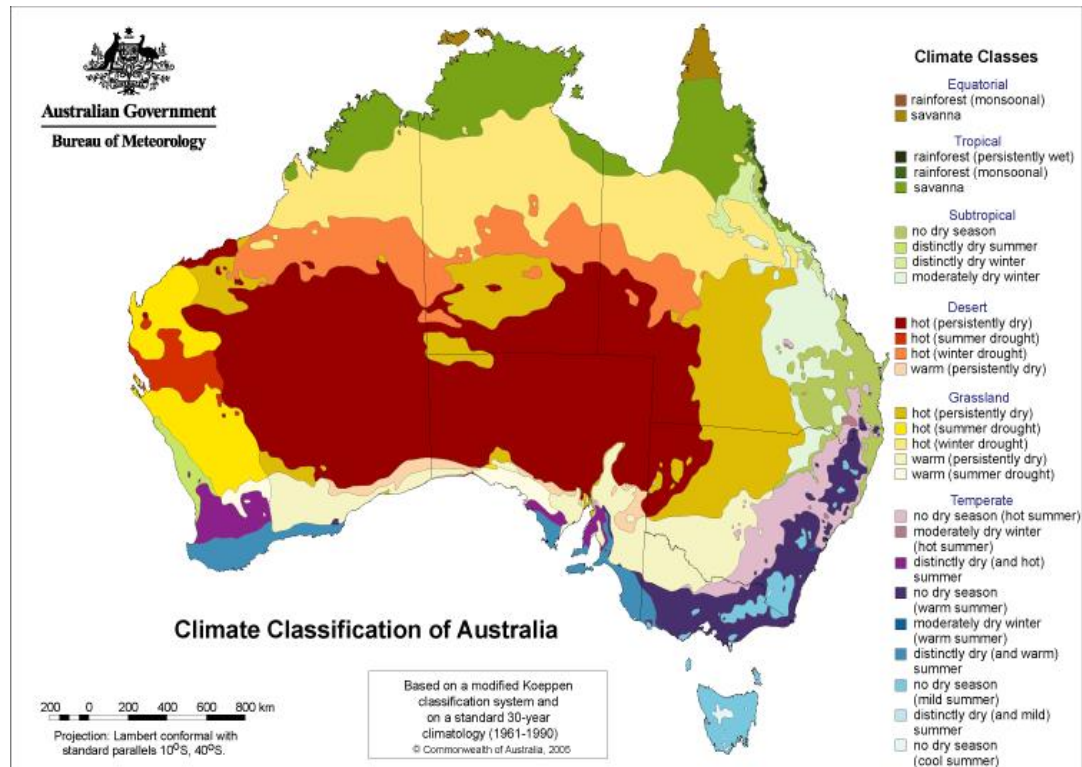 Australian Government
Bureau of Meteorology
Climate Classes
Equatorial
rainforest (monsoonal)
savanna
Tropical
rainforest (persistently wet)
rainforest (monsoonal)
savanna
Subtropical
no dry season
distinctly dry summer
distinctly dry winter
moderately dry winter
Desert
hot (persistently dry)
hot (summer drought)
hot (winter drought)
warm (persistently dry)
Grassland
hot (persistently dry)
hot (summer drought)
hot (winter drought)
warm (persistently dry)
warm (summer drought)
Temperate
no dry season (hot summer)
moderately dry winter
(hot summer)
distinctly dry (and hot)
summer
no dry season
(warm summer)
moderately dry winter
(warm summer)
distinctly dry (and warm)
summer
no dry season
(mild summer)
distinctly dry (and mild)
summer
no dry season
(cool summer)
Climate Classification of Australia
Based on a modified Koeppen
classification system and
on a standard 30-year
climatology (1961-1990)
© Commonwealth of Australia, 2005
200 0 200 400 600 800 km
Projection: Lambert conformal with
standard parallels 10⁰S, 40⁰S.